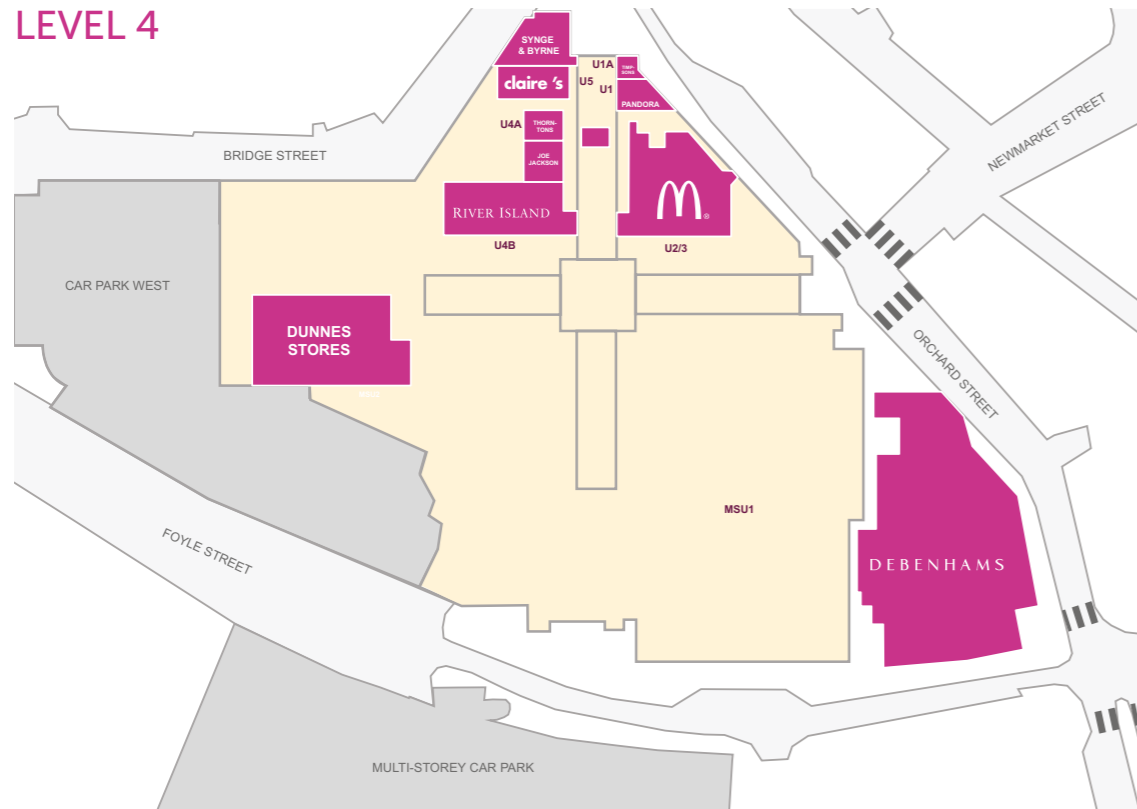 LEVEL 4
SYNGE
& BYRNE
claire 's
U5
U1A
U1
TIMP-
SONS
PANDORA
U4A
THORN-
TONS
JOE
JACKSON
RIVER ISLAND
U4B
U2/3
BRIDGE STREET
NEWMARKET STREET
CAR PARK WEST
DUNNES
STORES
ORCHARD STREET
MSU1
FOYLE STREET
DEBENHAMS
MULTI-STOREY CAR PARK